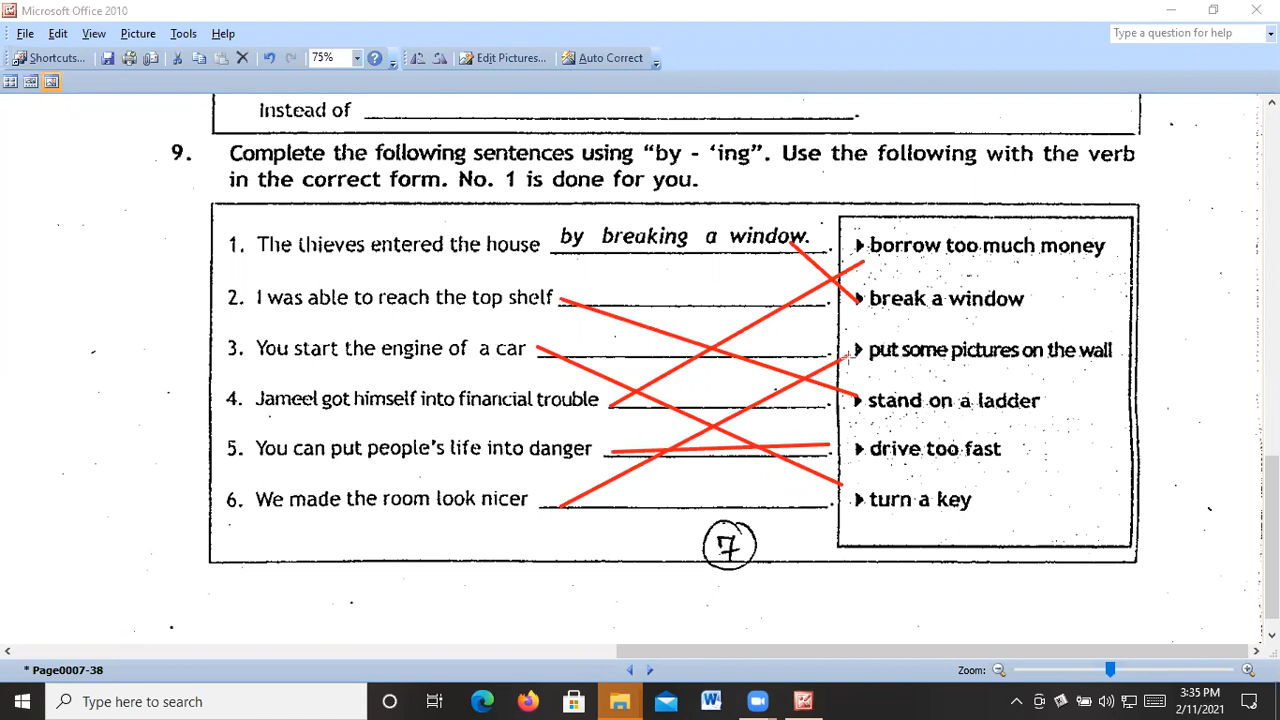 Microsoft Office 2010
File Edit View Picture Tools Help
Type a question for help
Shortcuts... 75% Edit Pictures... Auto Correct
Instead of ____________.
9. Complete the following sentences using "by - 'ing". Use the following with the verb
in the correct form. No. 1 is done for you.
1. The thieves entered the house by breaking a window. .
2. I was able to reach the top shelf ____________.
3. You start the engine of a car ____________.
4. Jameel got himself into financial trouble ____________.
5. You can put people's life into danger ____________.
6. We made the room look nicer ____________.
borrow too much money
break a window
put some pictures on the wall
stand on a ladder
drive too fast
turn a key
7
* Page0007-38
Zoom:
Type here to search
3:35 PM
2/11/2021